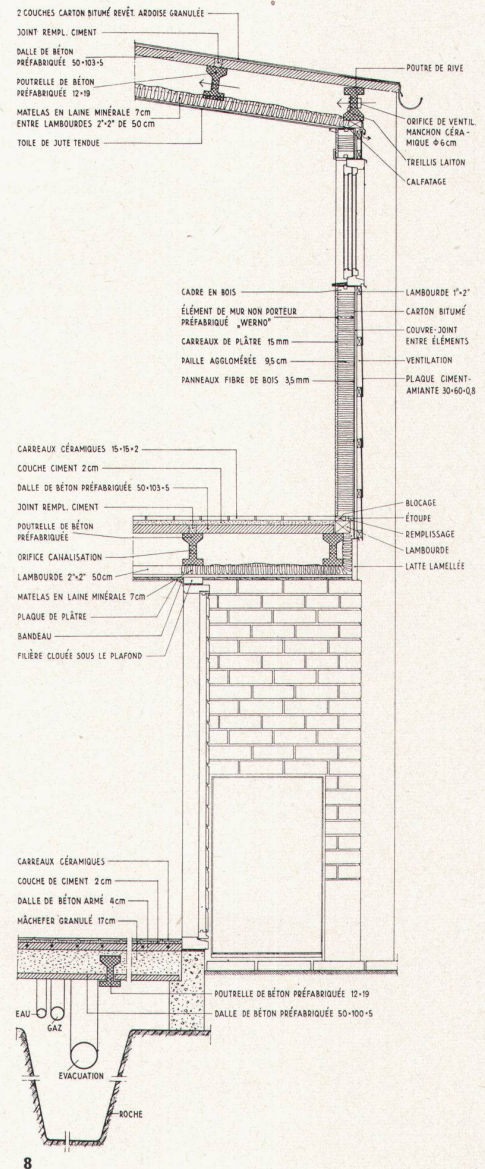 2 COUCHES CARTON BITUMÉ REVÊT. ARDOISE GRANULÉE
JOINT REMPL. CIMENT
DALLE DE BÉTON
PRÉFABRIQUÉE 50×103×5
POUTRELLE DE BÉTON
PRÉFABRIQUÉE 12×19
MATELAS EN LAINE MINÉRALE 7cm
ENTRE LAMBOURDES 2"×2" DE 50 cm
TOILE DE JUTE TENDUE
POUTRE DE RIVE
ORIFICE DE VENTIL.
MANCHON CÉRA-
MIQUE Φ 6cm
TREILLIS LAITON
CALFATAGE
CADRE EN BOIS
ÉLÉMENT DE MUR NON PORTEUR
PRÉFABRIQUÉ „WERNO"
CARREAUX DE PLÂTRE 15 mm
PAILLE AGGLOMÉRÉE 9,5 cm
PANNEAUX FIBRE DE BOIS 3,5 mm
LAMBOURDE 1"×2"
CARTON BITUMÉ
COUVRE-JOINT
ENTRE ÉLÉMENTS
VENTILATION
PLAQUE CIMENT-
AMIANTE 30×60×0,8
CARREAUX CÉRAMIQUES 15×15×2
COUCHE CIMENT 2 cm
DALLE DE BÉTON PRÉFABRIQUÉE 50×103×5
JOINT REMPL. CIMENT
POUTRELLE DE BÉTON
PRÉFABRIQUÉE
ORIFICE CANALISATION
LAMBOURDE 2"×2" 50cm
MATELAS EN LAINE MINÉRALE 7cm
PLAQUE DE PLÂTRE
BANDEAU
FILIÈRE CLOUÉE SOUS LE PLAFOND
BLOCAGE
ÉTOUPE
REMPLISSAGE
LAMBOURDE
LATTE LAMELLÉE
CARREAUX CÉRAMIQUES
COUCHE DE CIMENT 2 cm
DALLE DE BÉTON ARMÉ 4cm
MÂCHEFER GRANULÉ 17cm
POUTRELLE DE BÉTON PRÉFABRIQUÉE 12×19
DALLE DE BÉTON PRÉFABRIQUÉE 50×100×5
EAU
GAZ
EVACUATION
ROCHE
8